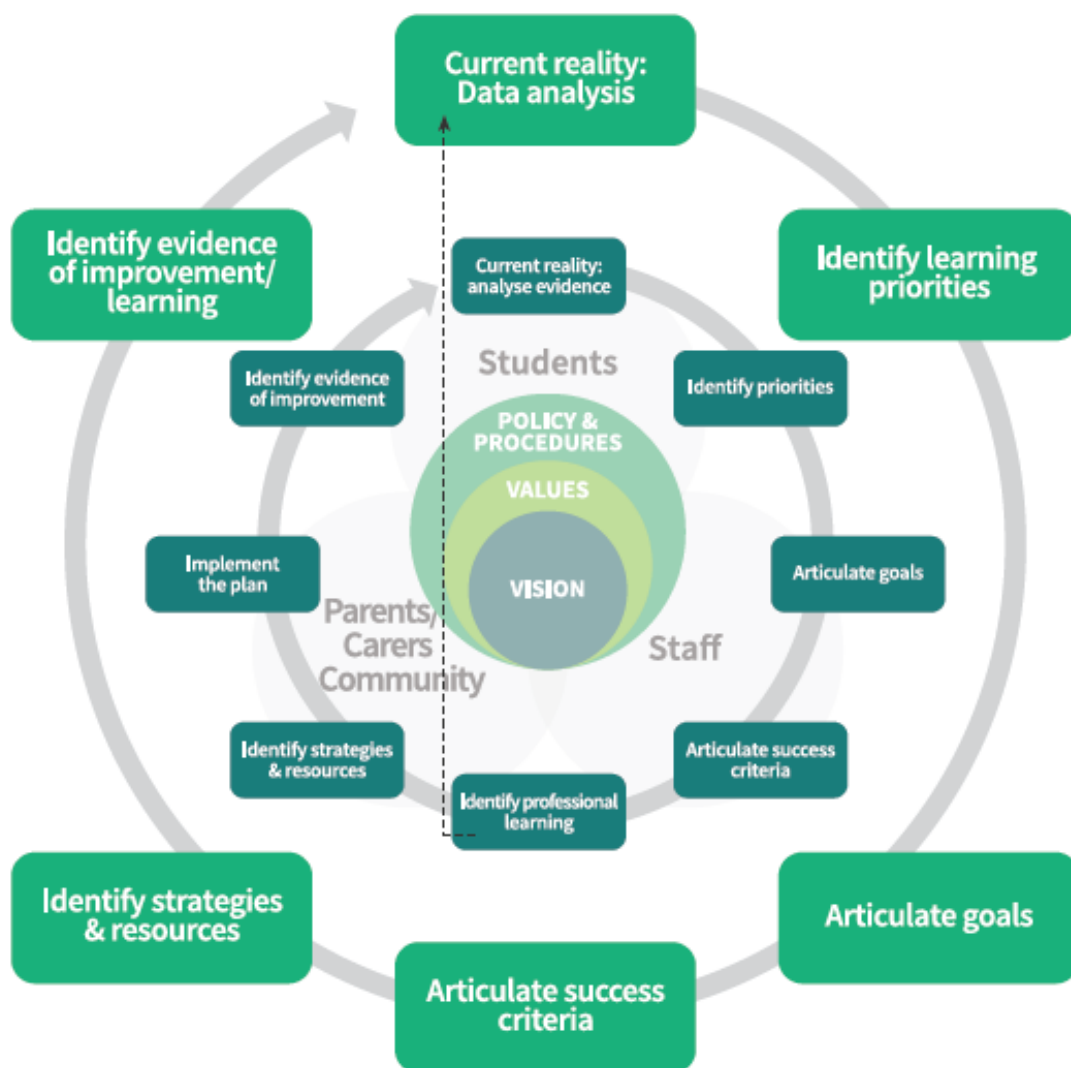 Current reality:
Data analysis
Identify learning
priorities
Articulate goals
Articulate success
criteria
Identify strategies
& resources
Identify evidence
of improvement/
learning
Current reality:
analyse evidence
Identify priorities
Articulate goals
Articulate success
criteria
Identify professional
learning
Identify strategies
& resources
Implement
the plan
Identify evidence
of improvement
Students
Staff
Parents/
Carers
Community
POLICY &
PROCEDURES
VALUES
VISION